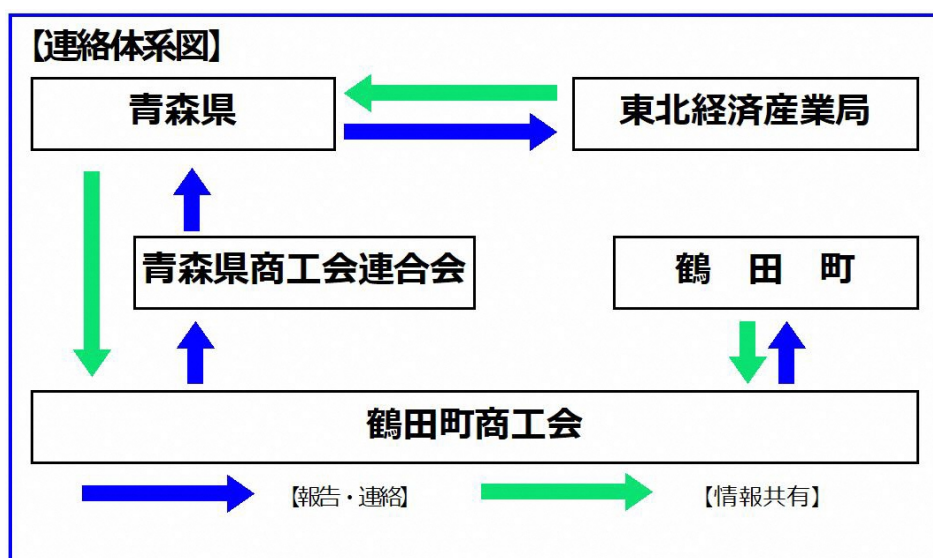 【連絡体系図】
青森県
東北経済産業局
青森県商工会連合会
鶴　田　町
鶴田町商工会
【報告・連絡】
【情報共有】